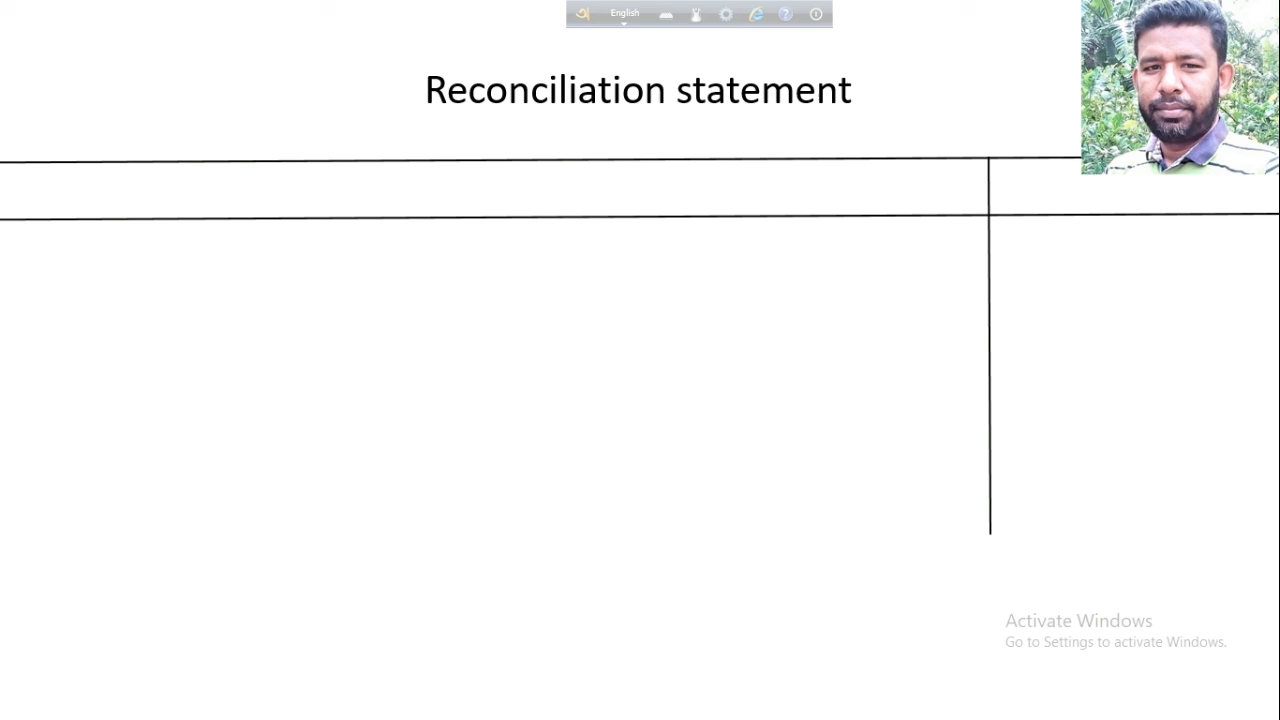 অ English
Reconciliation statement
Activate Windows
Go to Settings to activate Windows.